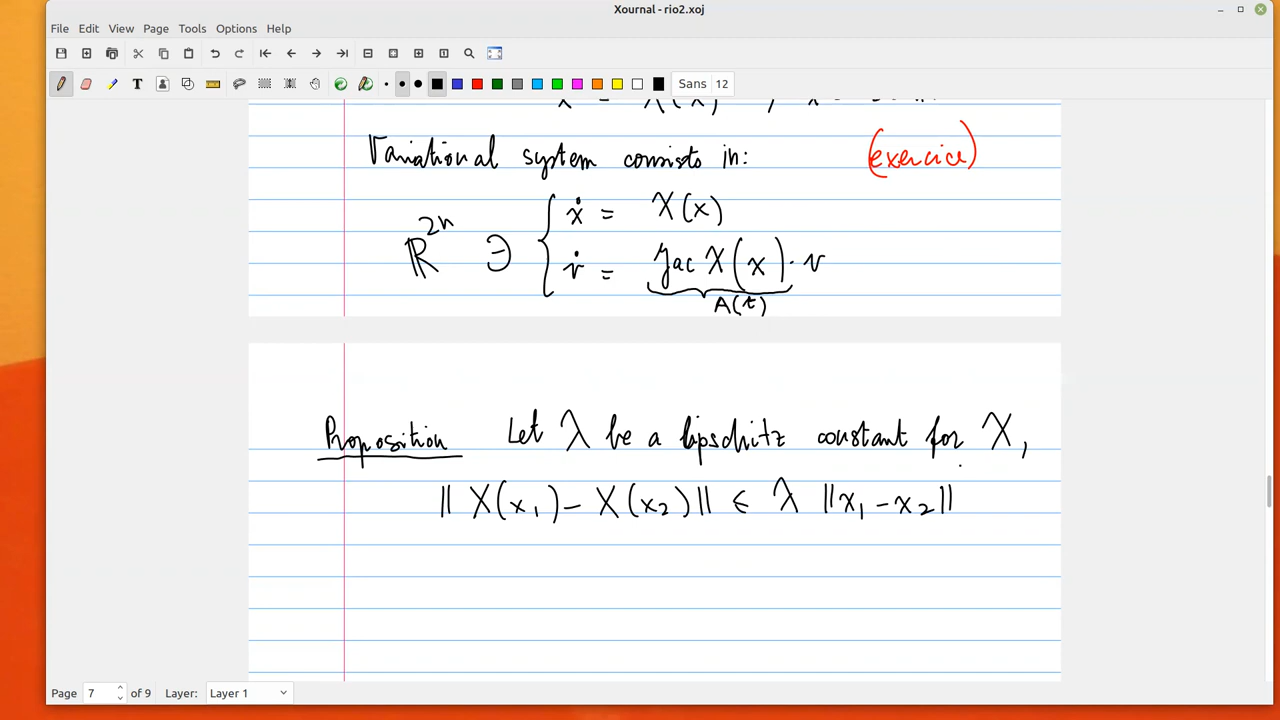 Xournal - rio2.xoj
File Edit View Page Tools Options Help
Sans 12
Variational system consists in: (exercice)
ℝ^{2n} ∋ { ẋ = X(x)
v̇ = Jac X(x) · v
A(t)
Proposition Let λ be a lipschitz constant for X,
‖ X(x₁) − X(x₂) ‖ ≤ λ ‖x₁ − x₂‖
Page 7 of 9 Layer: Layer 1